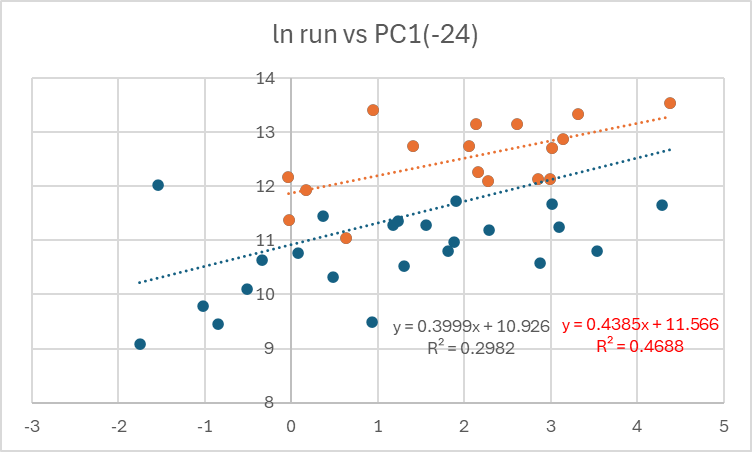 ln run vs PC1(-24)
14
13
12
11
10
9
8
y = 0.3999x + 10.926
R² = 0.2982
y = 0.4385x + 11.566
R² = 0.4688
-3 -2 -1 0 1 2 3 4 5